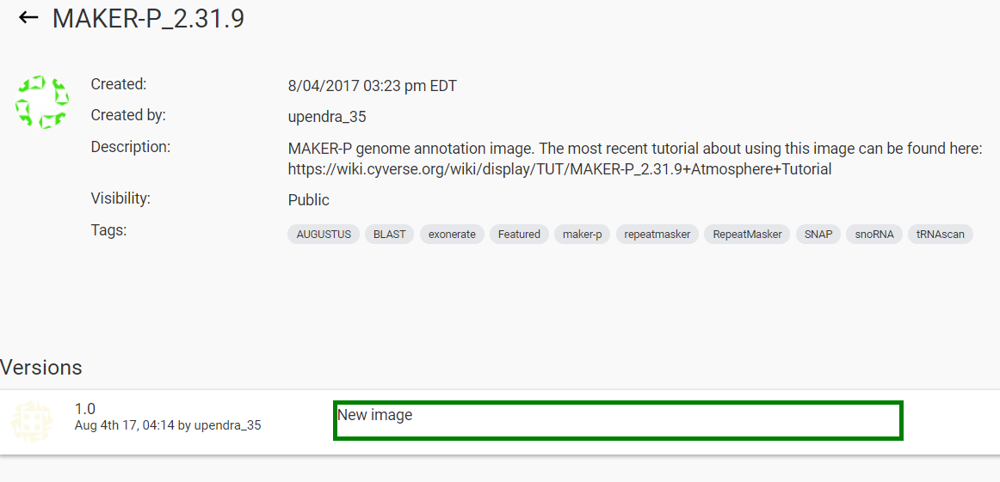 MAKER-P_2.31.9
Created:
8/04/2017 03:23 pm EDT
Created by:
upendra_35
Description:
MAKER-P genome annotation image. The most recent tutorial about using this image can be found here:
https://wiki.cyverse.org/wiki/display/TUT/MAKER-P_2.31.9+Atmosphere+Tutorial
Visibility:
Public
Tags:
AUGUSTUS BLAST exonerate Featured maker-p repeatmasker RepeatMasker SNAP snoRNA tRNAscan
Versions
1.0
Aug 4th 17, 04:14 by upendra_35
New image